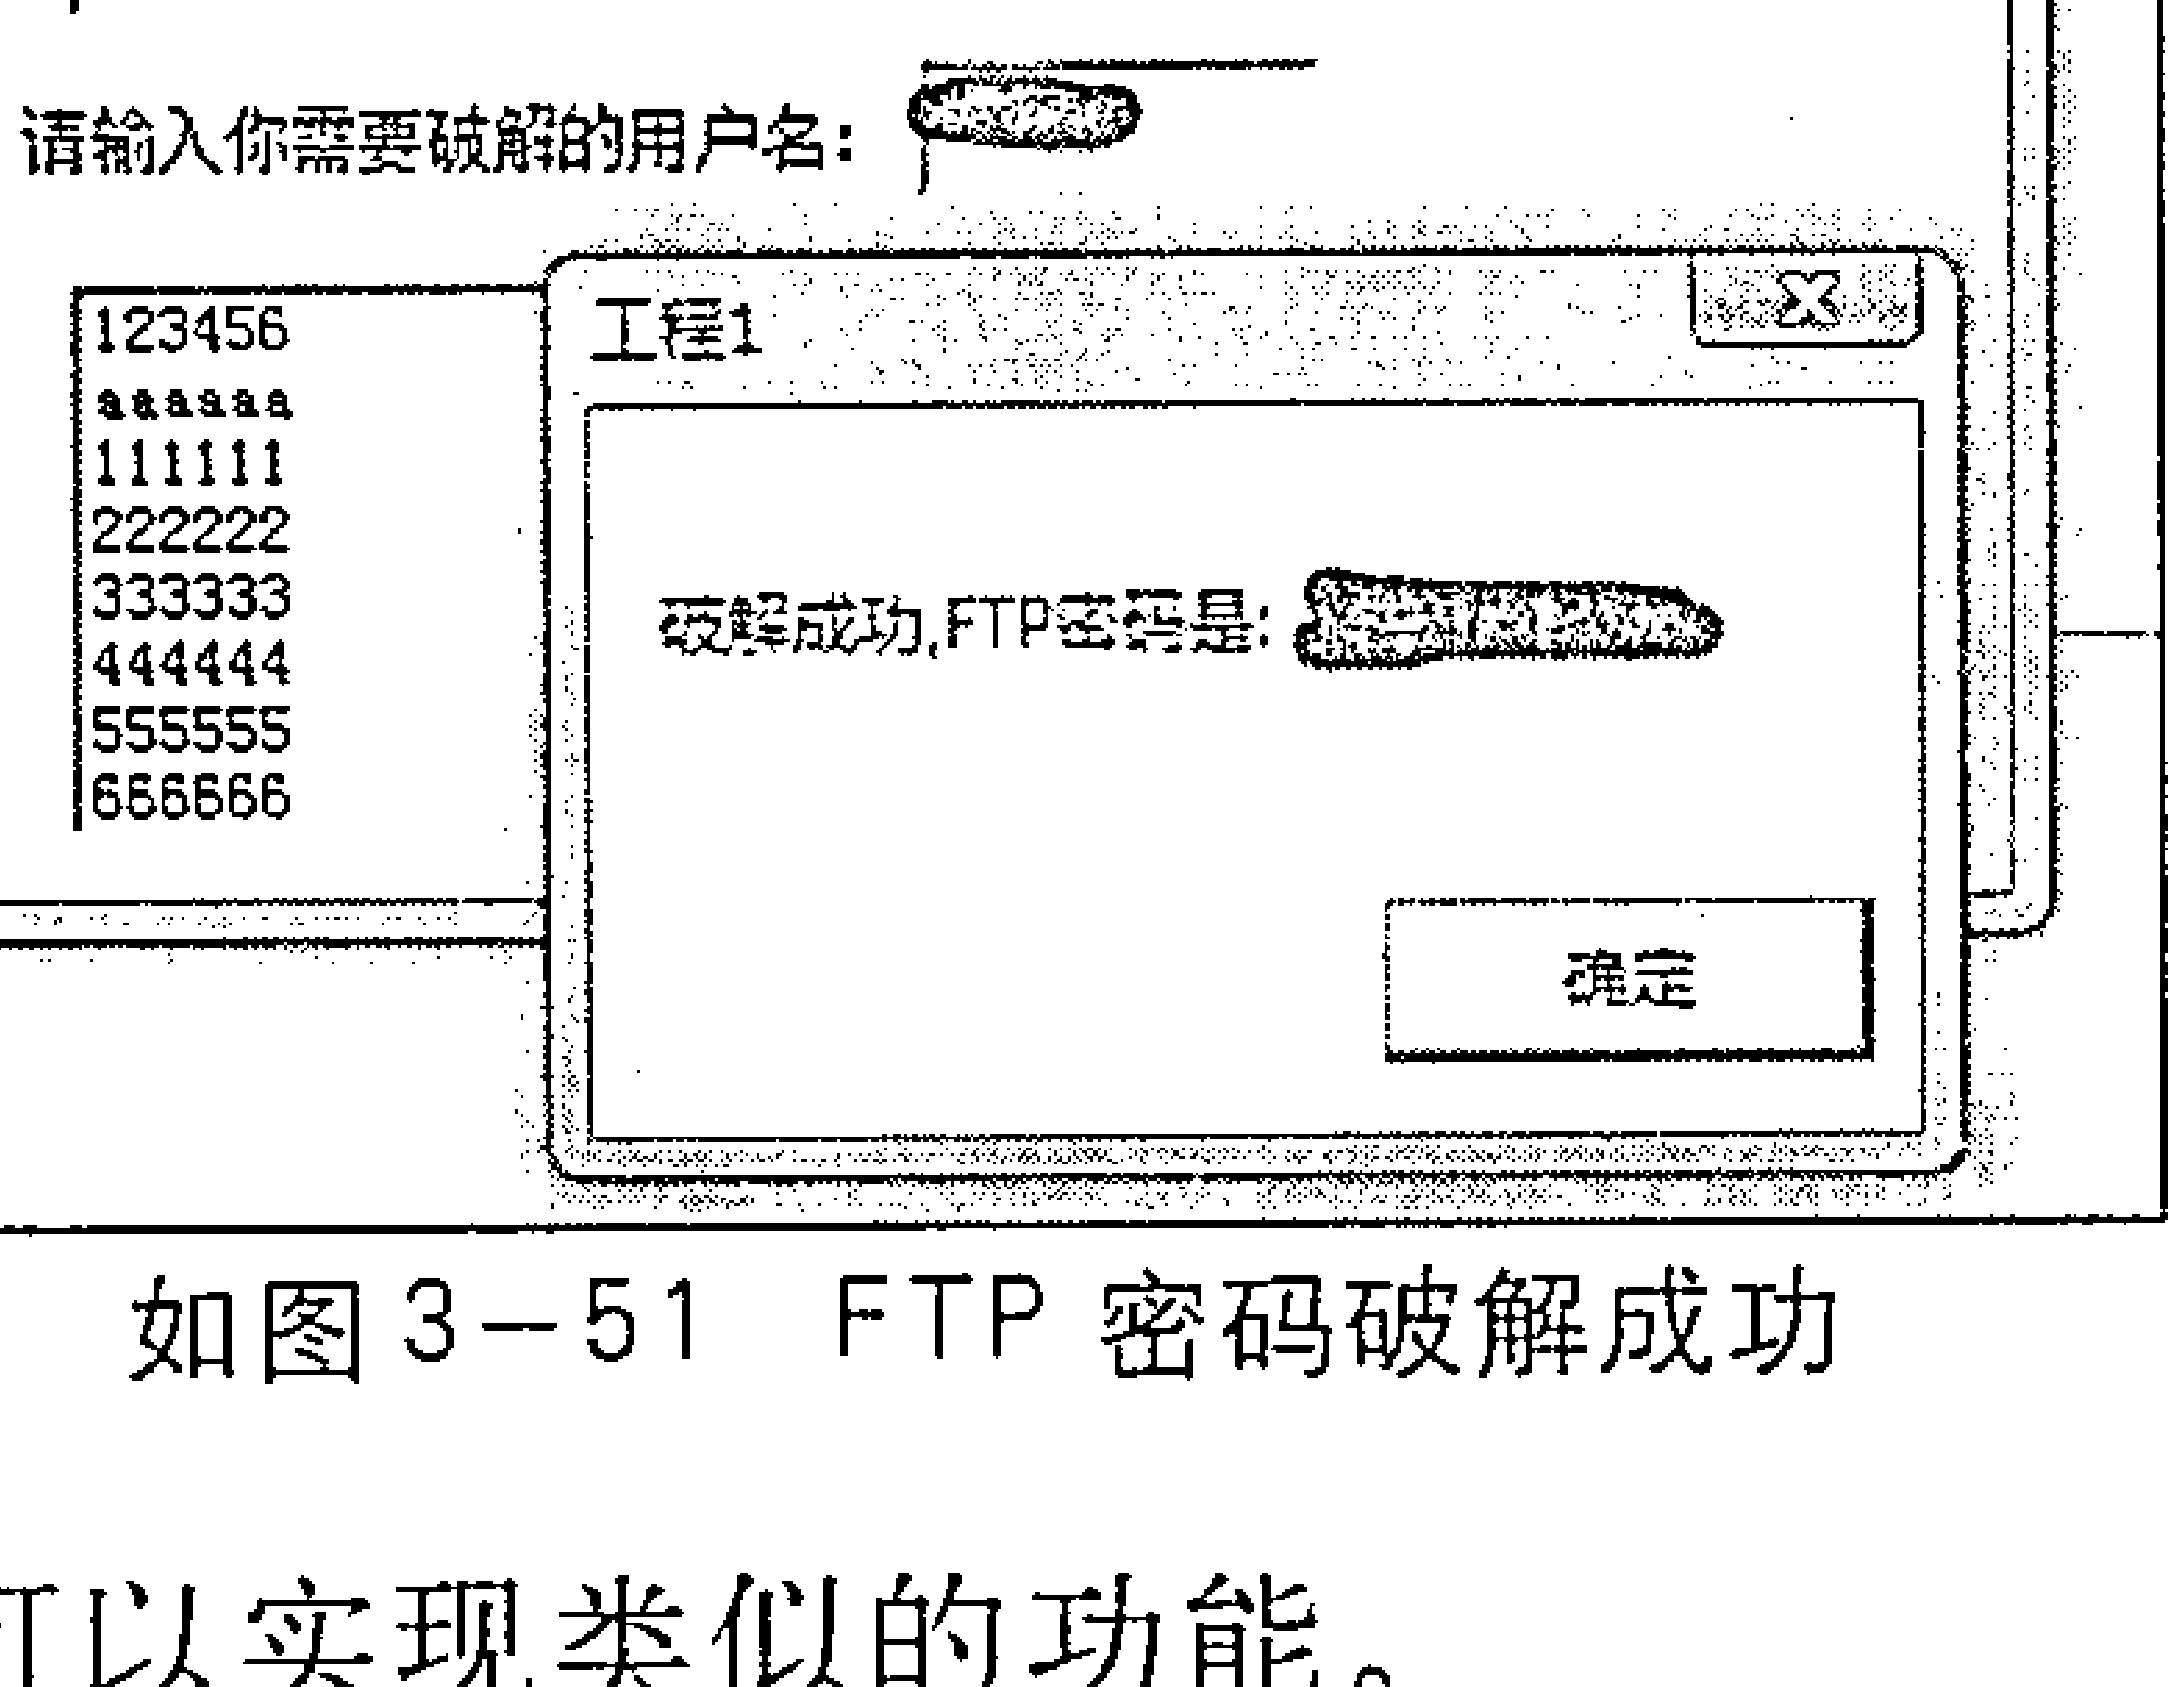 请输入你需要破解的用户名:
123456
aaaaaa
111111
222222
333333
444444
555555
666666
工程1
破解成功,FTP密码是:
确定
如图3-51 FTP密码破解成功
可以实现类似的功能。